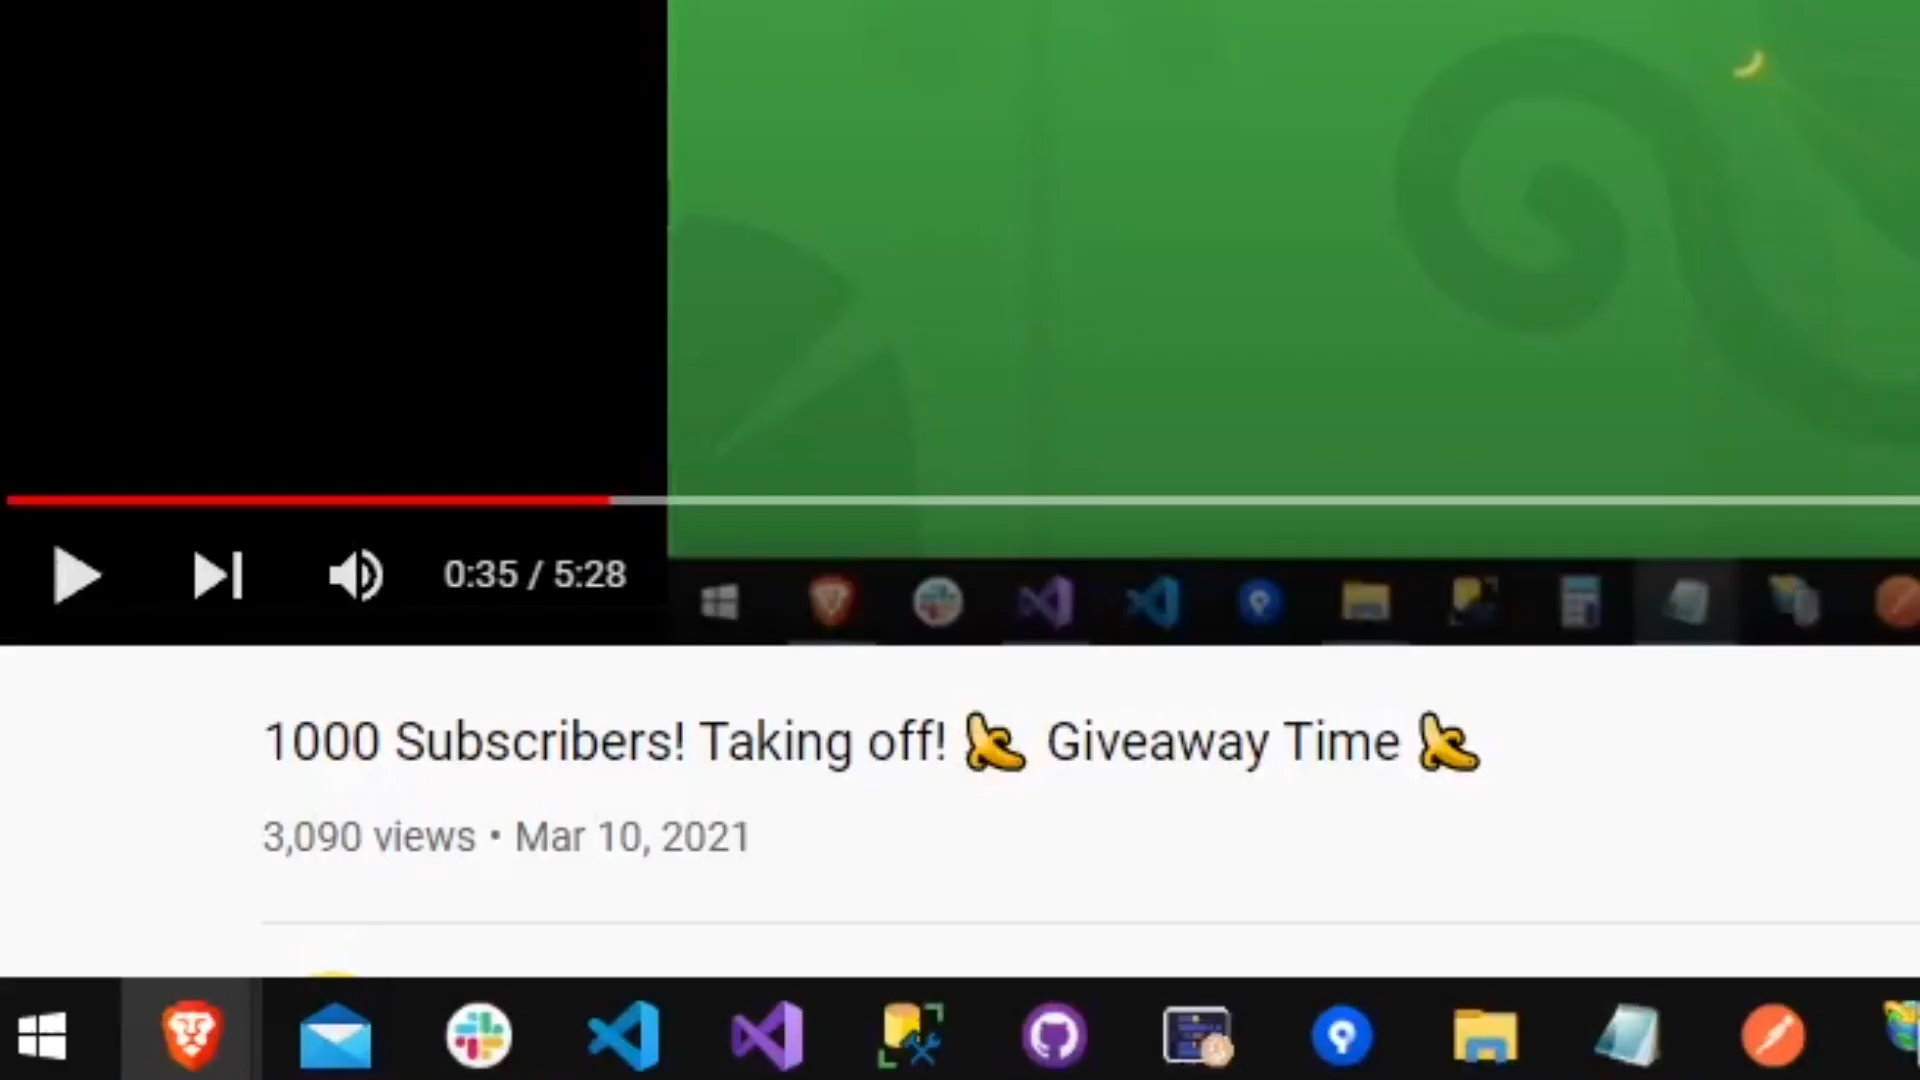 0:35 / 5:28
1000 Subscribers! Taking off! 🍌 Giveaway Time 🍌
3,090 views • Mar 10, 2021